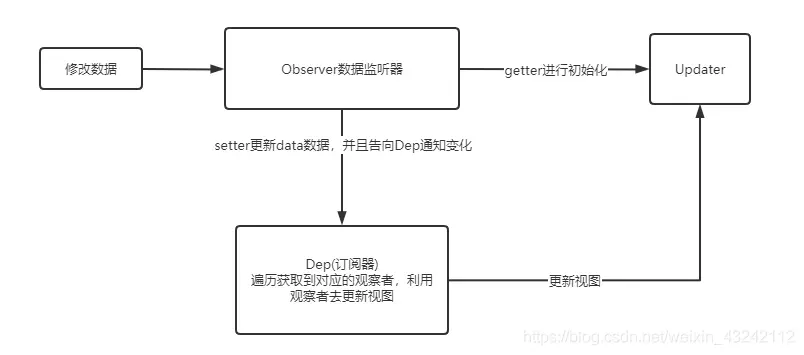 修改数据
Observer数据监听器
getter进行初始化
Updater
setter更新data数据，并且告向Dep通知变化
Dep(订阅器)
遍历获取到对应的观察者，利用
观察者去更新视图
更新视图
https://blog.csdn.net/weixin_43242112